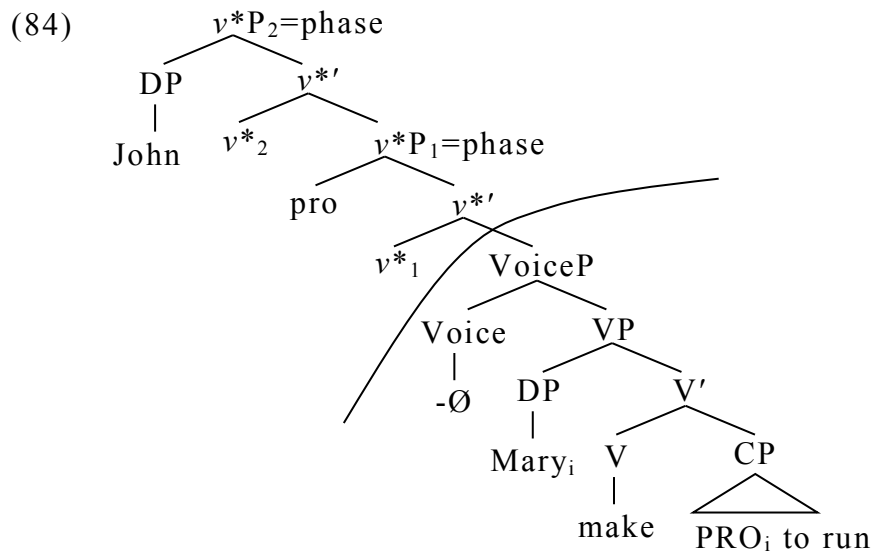 (84)
v*P₂=phase
DP v*′
John v*₂ v*P₁=phase
pro v*′
v*₁ VoiceP
Voice VP
-Ø DP V′
Maryᵢ V CP
make PROᵢ to run